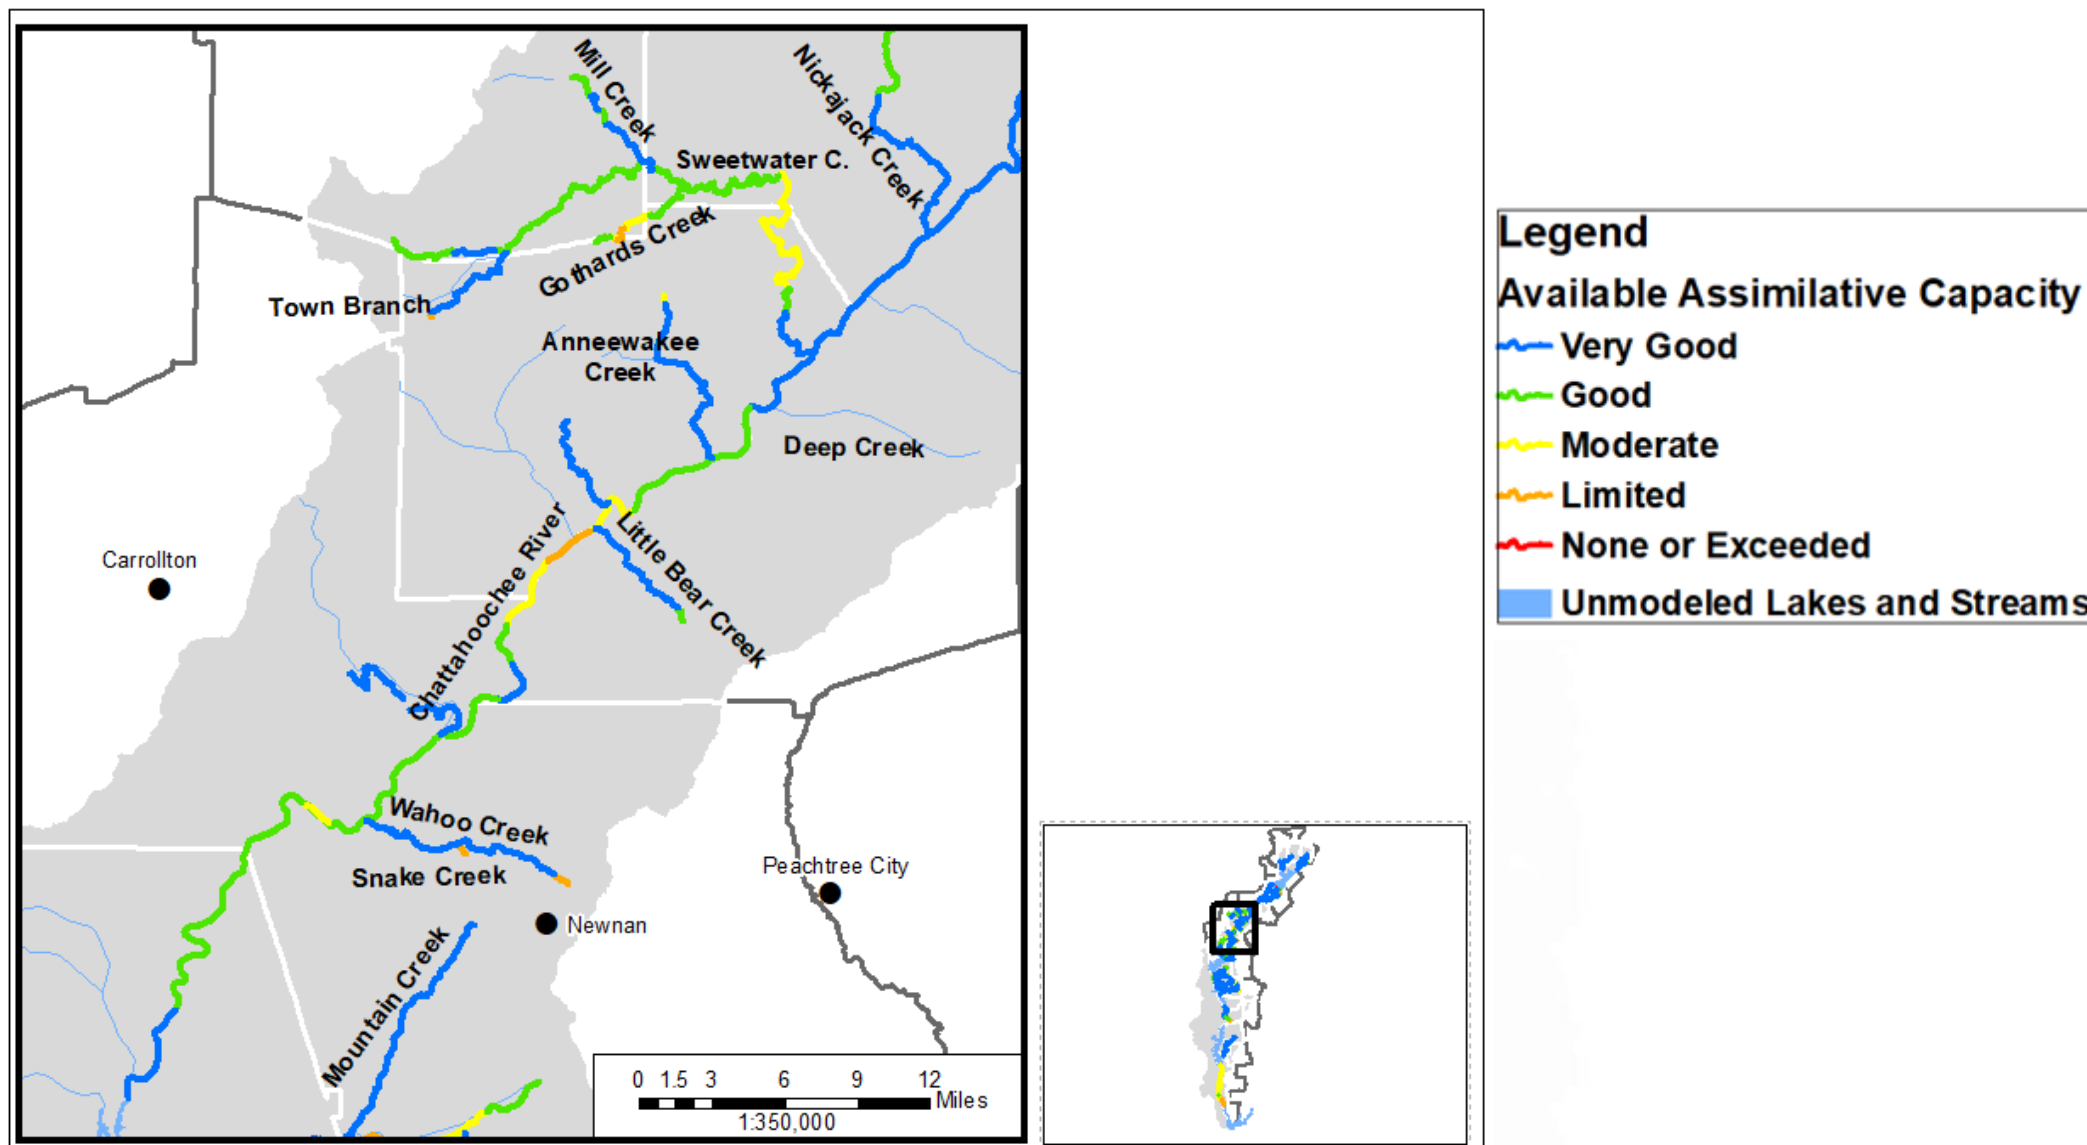 Mill Creek
Nickajack Creek
Sweetwater C.
Gothards Creek
Town Branch
Anneewakee
Creek
Deep Creek
Little Bear Creek
Chattahoochee River
Carrollton
Wahoo Creek
Snake Creek
Peachtree City
Newnan
Mountain Creek
0 1.5 3 6 9 12
Miles
1:350,000
Legend
Available Assimilative Capacity
Very Good
Good
Moderate
Limited
None or Exceeded
Unmodeled Lakes and Streams